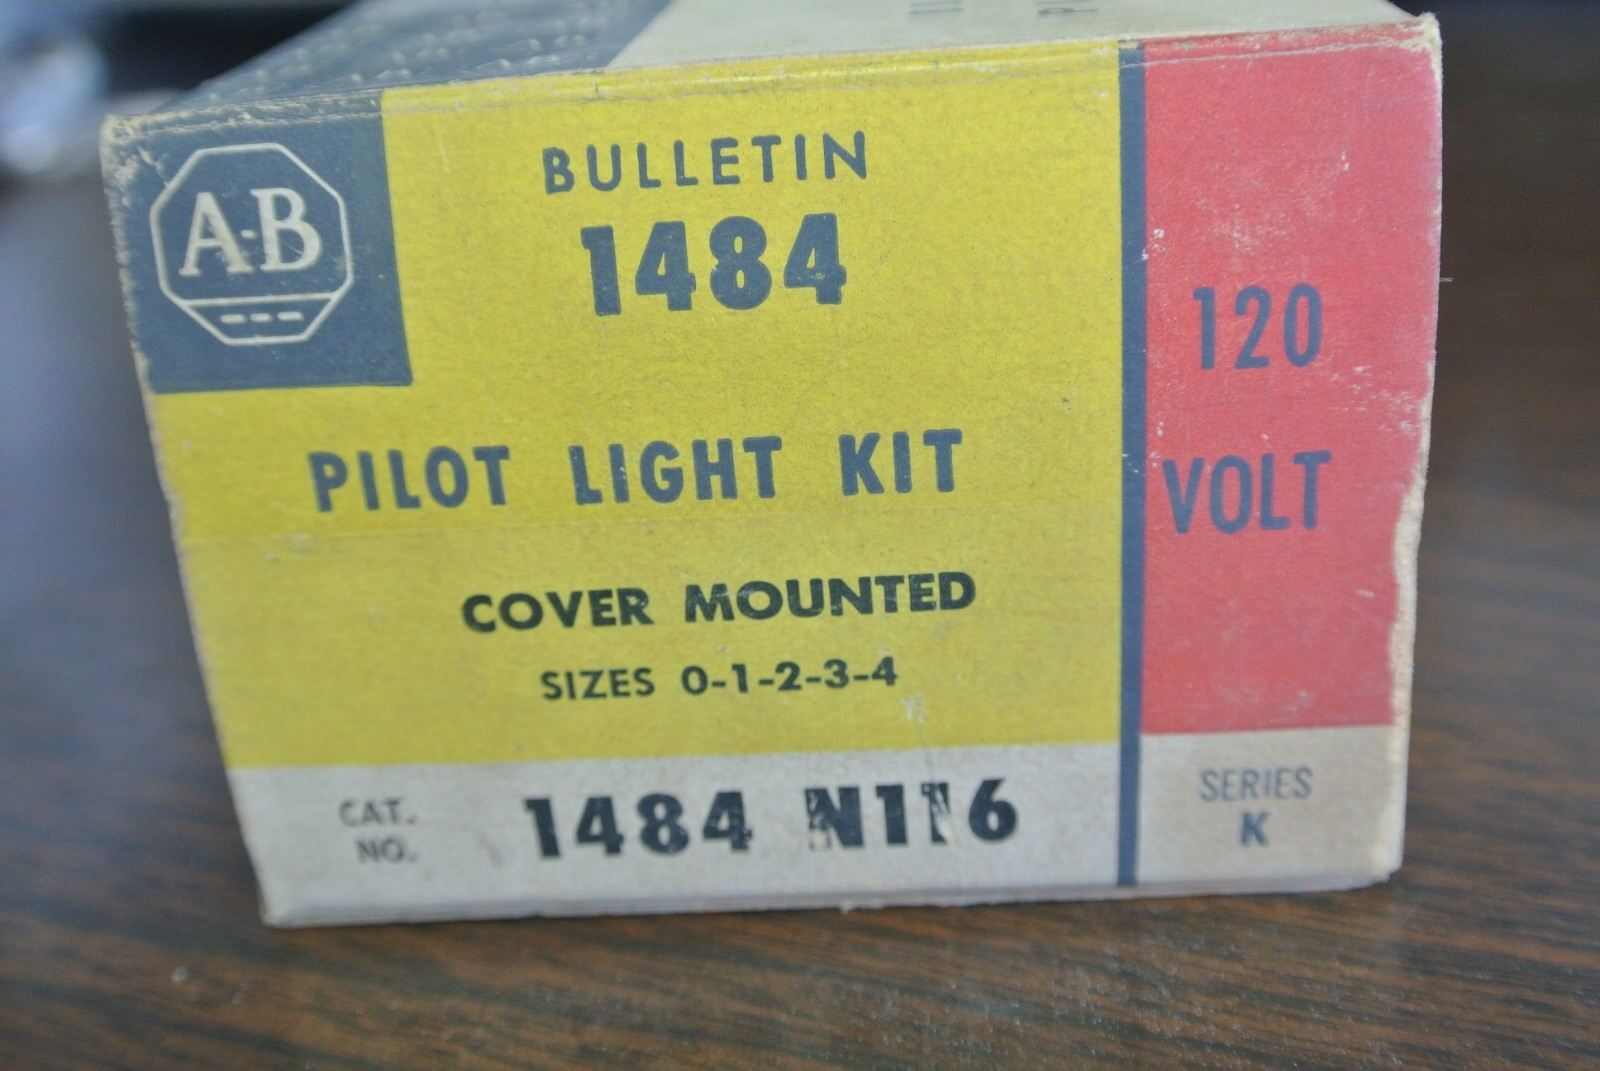 A-B
BULLETIN
1484
PILOT LIGHT KIT
COVER MOUNTED
SIZES 0-1-2-3-4
CAT.
NO.
1484 N116
120
VOLT
SERIES
K